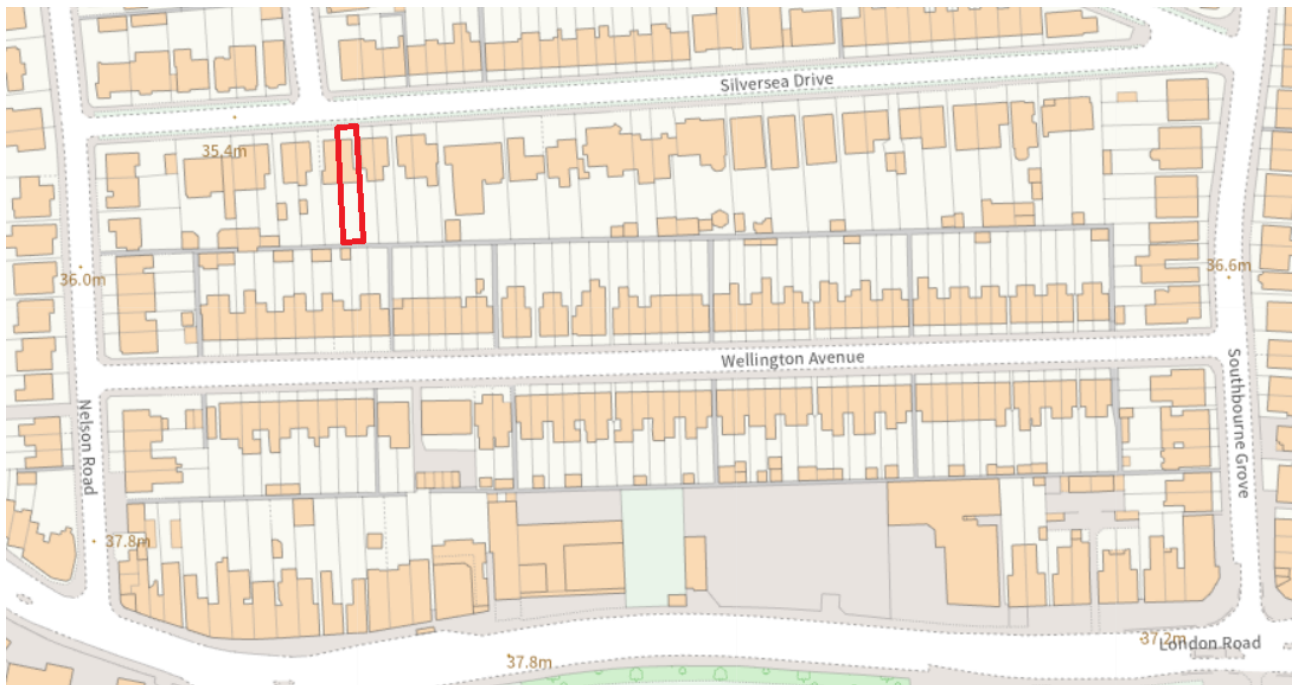 Silversea Drive
35.4m
36.0m
36.6m
Wellington Avenue
Nelson Road
Southbourne Grove
37.8m
37.2m
London Road
37.8m